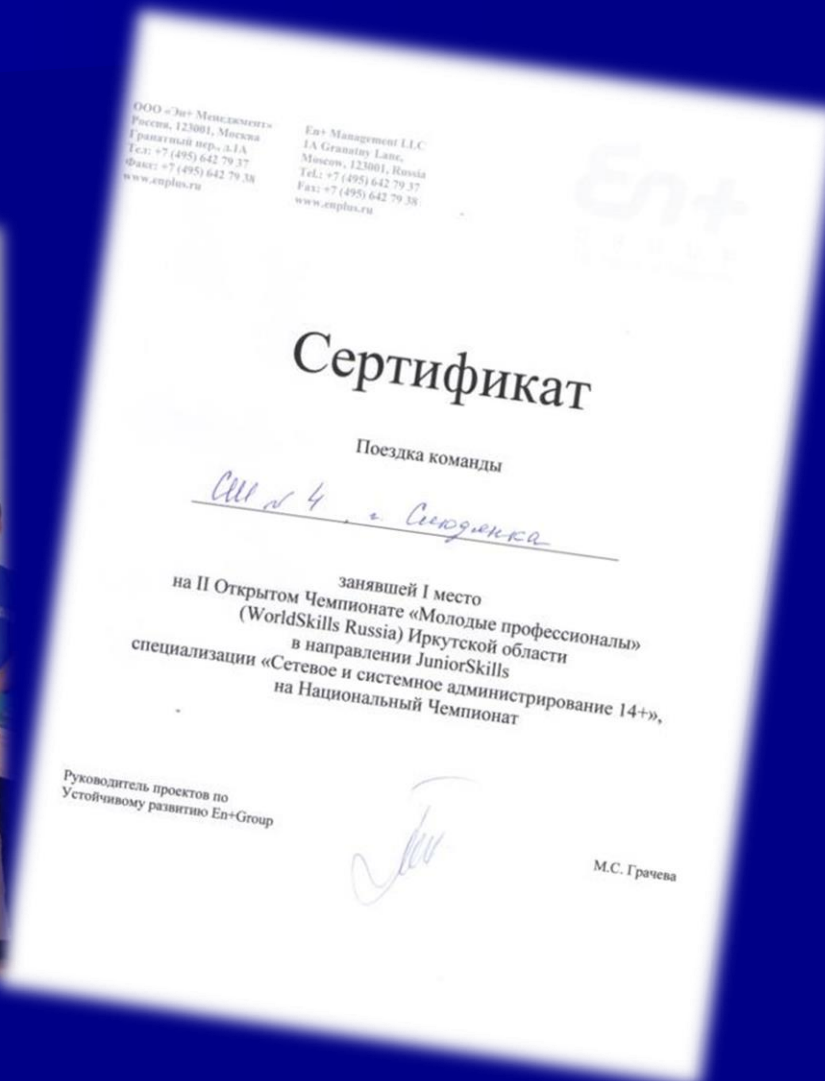 ООО «Эн+ Менеджмент»
Россия, 123001, Москва
Гранатный пер., д.1А
Тел: +7 (495) 642 79 37
Факс: +7 (495) 642 79 38
www.enplus.ru
En+ Management LLC
1A Granatny Lane,
Moscow, 123001, Russia
Tel.: +7 (495) 642 79 37
Fax: +7 (495) 642 79 38
www.enplus.ru
En+
GROUP
Сертификат
Поездка команды
СШ № 4, г. Слюдянка
занявшей I место
на II Открытом Чемпионате «Молодые профессионалы»
(WorldSkills Russia) Иркутской области
в направлении JuniorSkills
специализации «Сетевое и системное администрирование 14+»,
на Национальный Чемпионат
Руководитель проектов по
Устойчивому развитию En+Group
М.С. Грачева